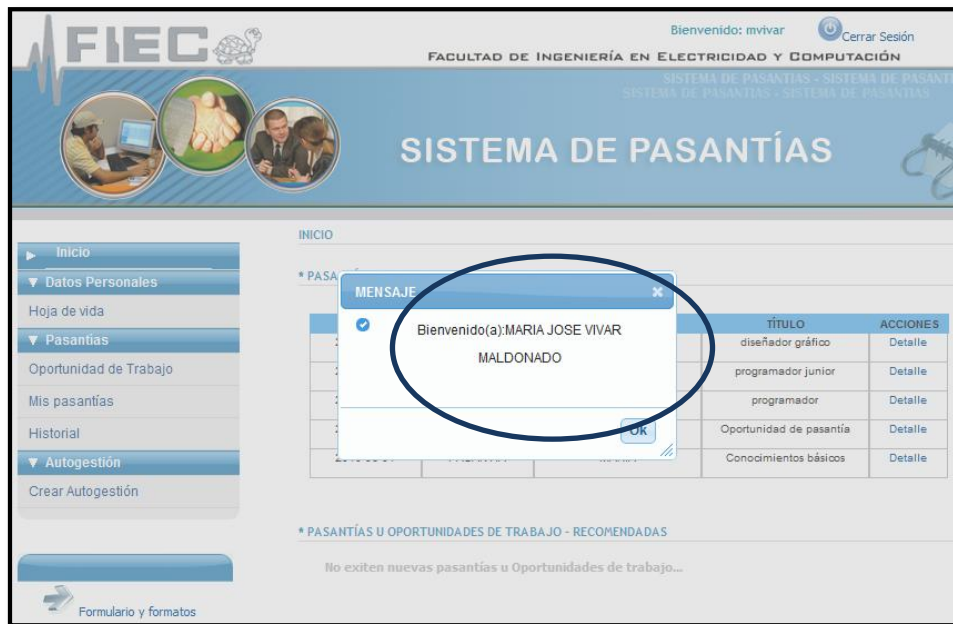 FIEC
Bienvenido: mvivar
Cerrar Sesión
FACULTAD DE INGENIERÍA EN ELECTRICIDAD Y COMPUTACIÓN
SISTEMA DE PASANTIAS - SISTEMA DE PASANTI
SISTEMA DE PASANTIAS - SISTEMA DE PASANTIAS
SISTEMA DE PASANTÍAS
Inicio
Datos Personales
Hoja de vida
Pasantias
Oportunidad de Trabajo
Mis pasantías
Historial
Autogestión
Crear Autogestión
Formulario y formatos
INICIO
* PASA
MENSAJE
Bienvenido(a):MARIA JOSE VIVAR
MALDONADO
OK
TÍTULO ACCIONES
diseñador gráfico Detalle
programador junior Detalle
programador Detalle
Oportunidad de pasantía Detalle
Conocimientos básicos Detalle
* PASANTÍAS U OPORTUNIDADES DE TRABAJO - RECOMENDADAS
No exiten nuevas pasantías u Oportunidades de trabajo...